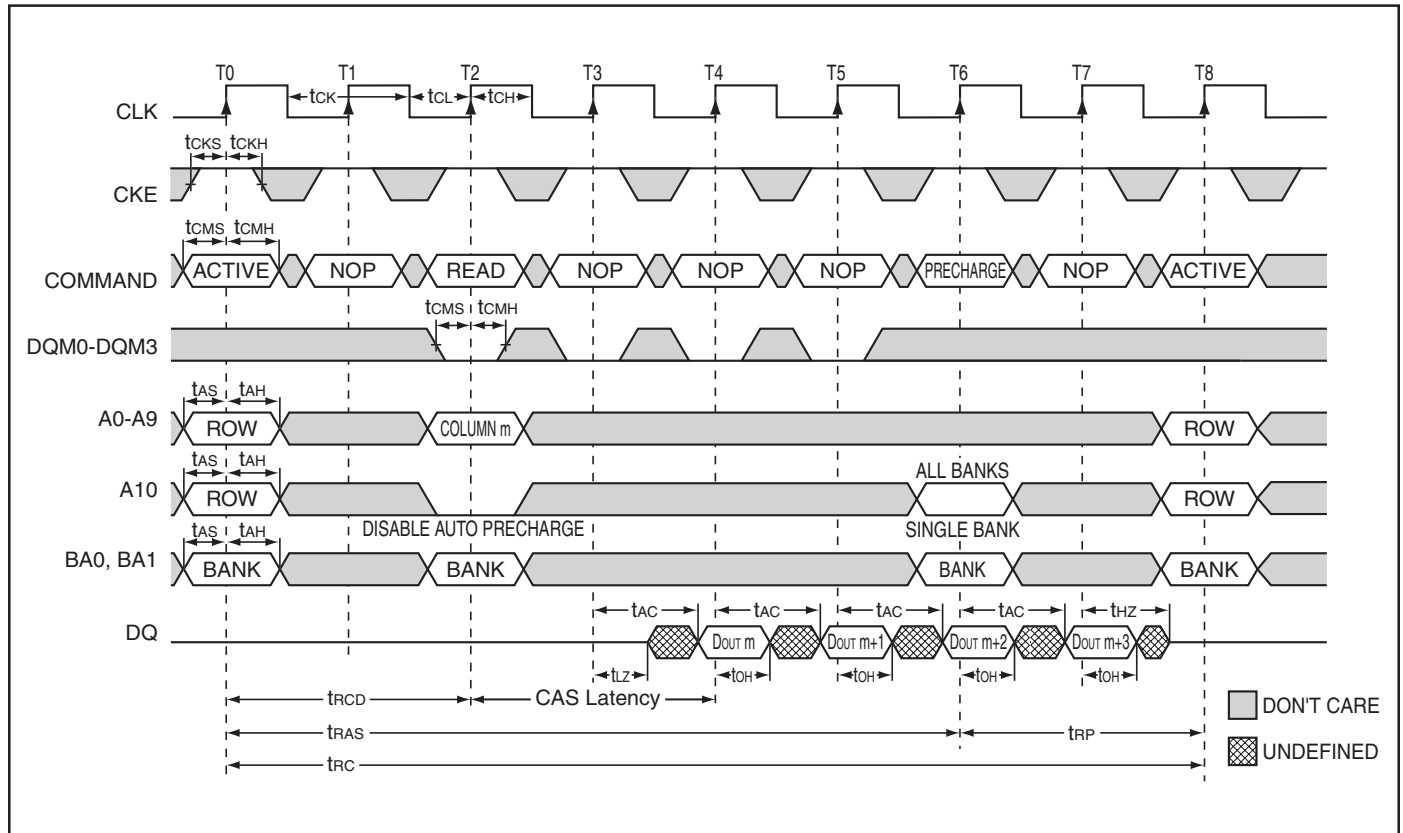 T0 T1 T2 T3 T4 T5 T6 T7 T8
tCK tCL tCH
CLK
tCKS tCKH
CKE
tCMS tCMH
COMMAND ACTIVE NOP READ NOP NOP NOP PRECHARGE NOP ACTIVE
tCMS tCMH
DQM0-DQM3
tAS tAH
A0-A9 ROW COLUMN m ROW
tAS tAH ALL BANKS
A10 ROW ROW
DISABLE AUTO PRECHARGE SINGLE BANK
tAS tAH
BA0, BA1 BANK BANK BANK BANK
tAC tAC tAC tAC tHZ
DQ DOUT m DOUT m+1 DOUT m+2 DOUT m+3
tLZ tOH tOH tOH tOH
tRCD CAS Latency
DON'T CARE
tRAS tRP
UNDEFINED
tRC